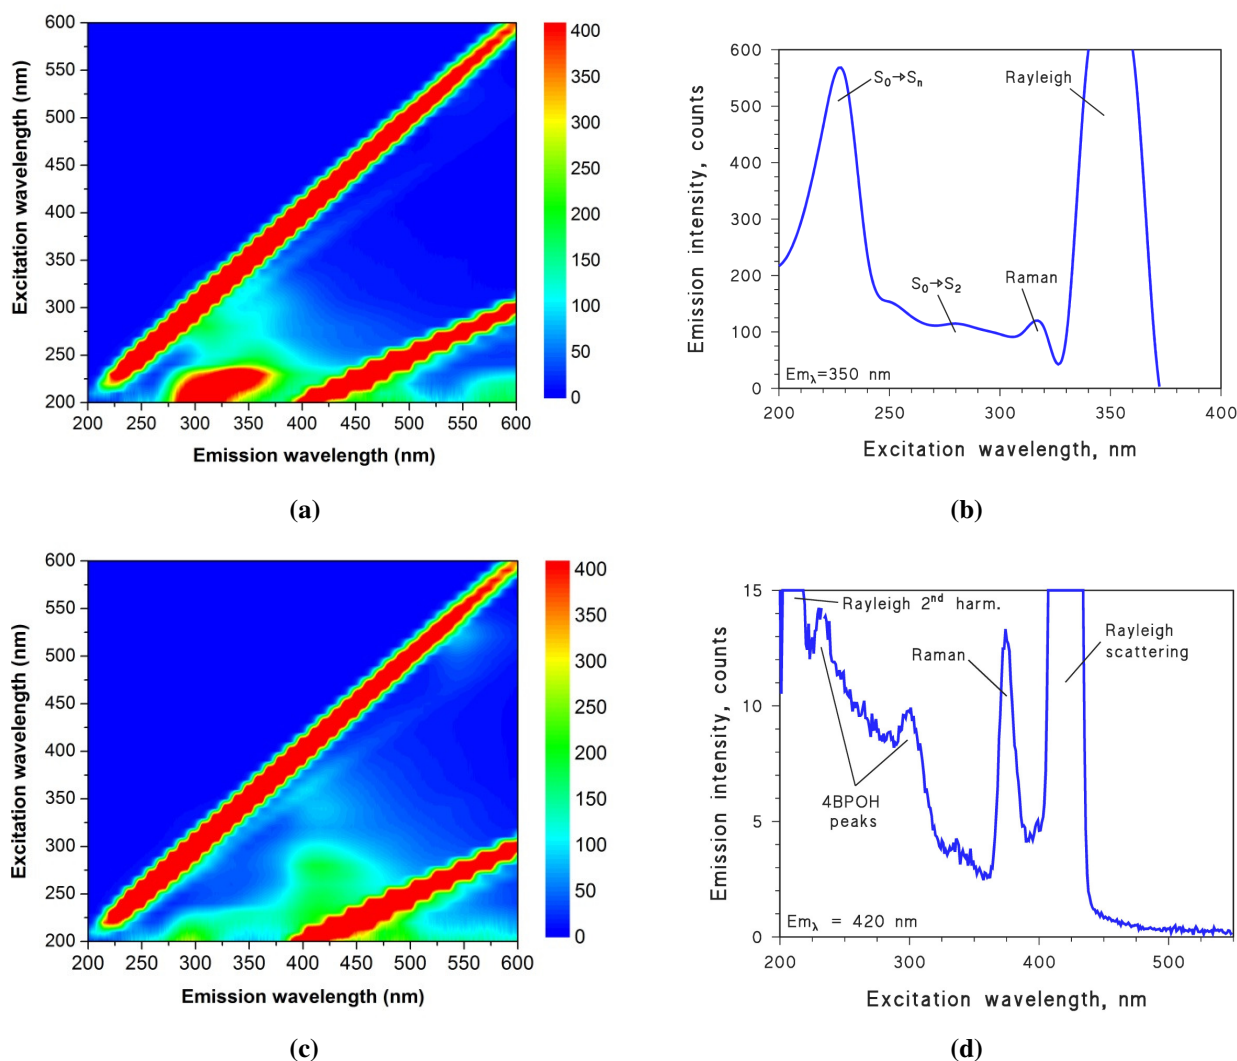 600
550
500
450
400
350
300
250
200
200 250 300 350 400 450 500 550 600
Excitation wavelength (nm)
Emission wavelength (nm)
400
350
300
250
200
150
100
50
0
(a)
600
500
400
300
200
100
0
200 250 300 350 400
Emission intensity, counts
Excitation wavelength, nm
S₀→Sₙ
Rayleigh
S₀→S₂
Raman
Em_λ=350 nm
(b)
600
550
500
450
400
350
300
250
200
200 250 300 350 400 450 500 550 600
Excitation wavelength (nm)
Emission wavelength (nm)
400
350
300
250
200
150
100
50
0
(c)
15
10
5
0
200 300 400 500
Emission intensity, counts
Excitation wavelength, nm
Rayleigh 2ⁿᵈ harm.
Raman
Rayleigh
scattering
4BPOH
peaks
Em_λ = 420 nm
(d)